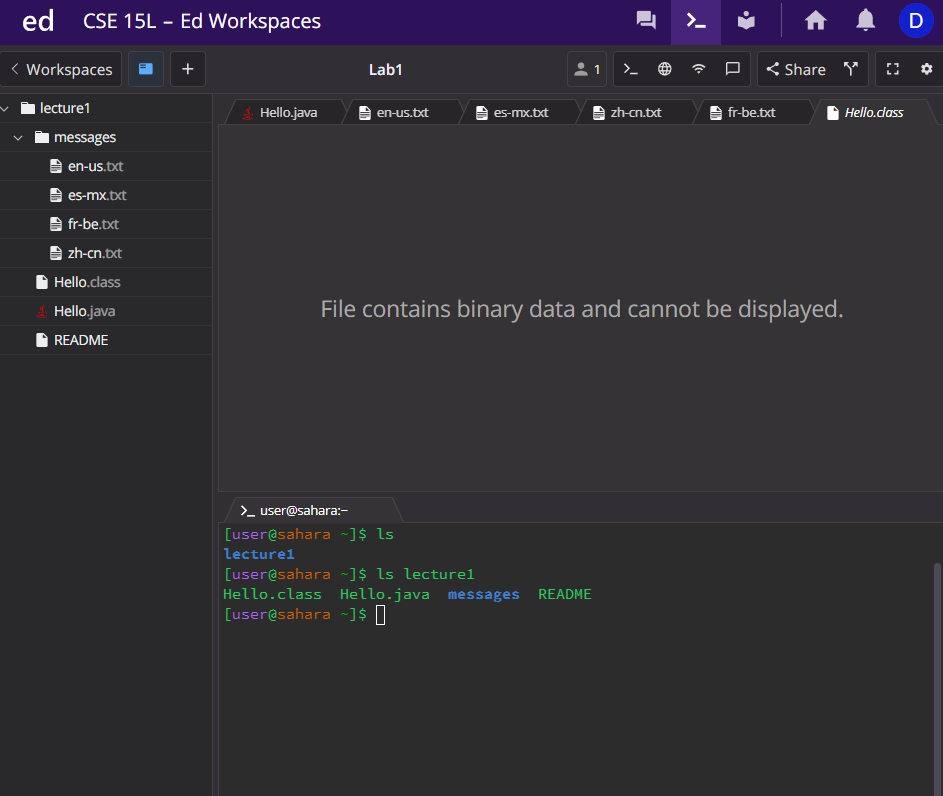 ed CSE 15L – Ed Workspaces D
Workspaces + Lab1 1 Share
lecture1
messages
en-us.txt
es-mx.txt
fr-be.txt
zh-cn.txt
Hello.class
Hello.java
README
Hello.java en-us.txt es-mx.txt zh-cn.txt fr-be.txt Hello.class
File contains binary data and cannot be displayed.
user@sahara:~
[user@sahara ~]$ ls
lecture1
[user@sahara ~]$ ls lecture1
Hello.class Hello.java messages README
[user@sahara ~]$